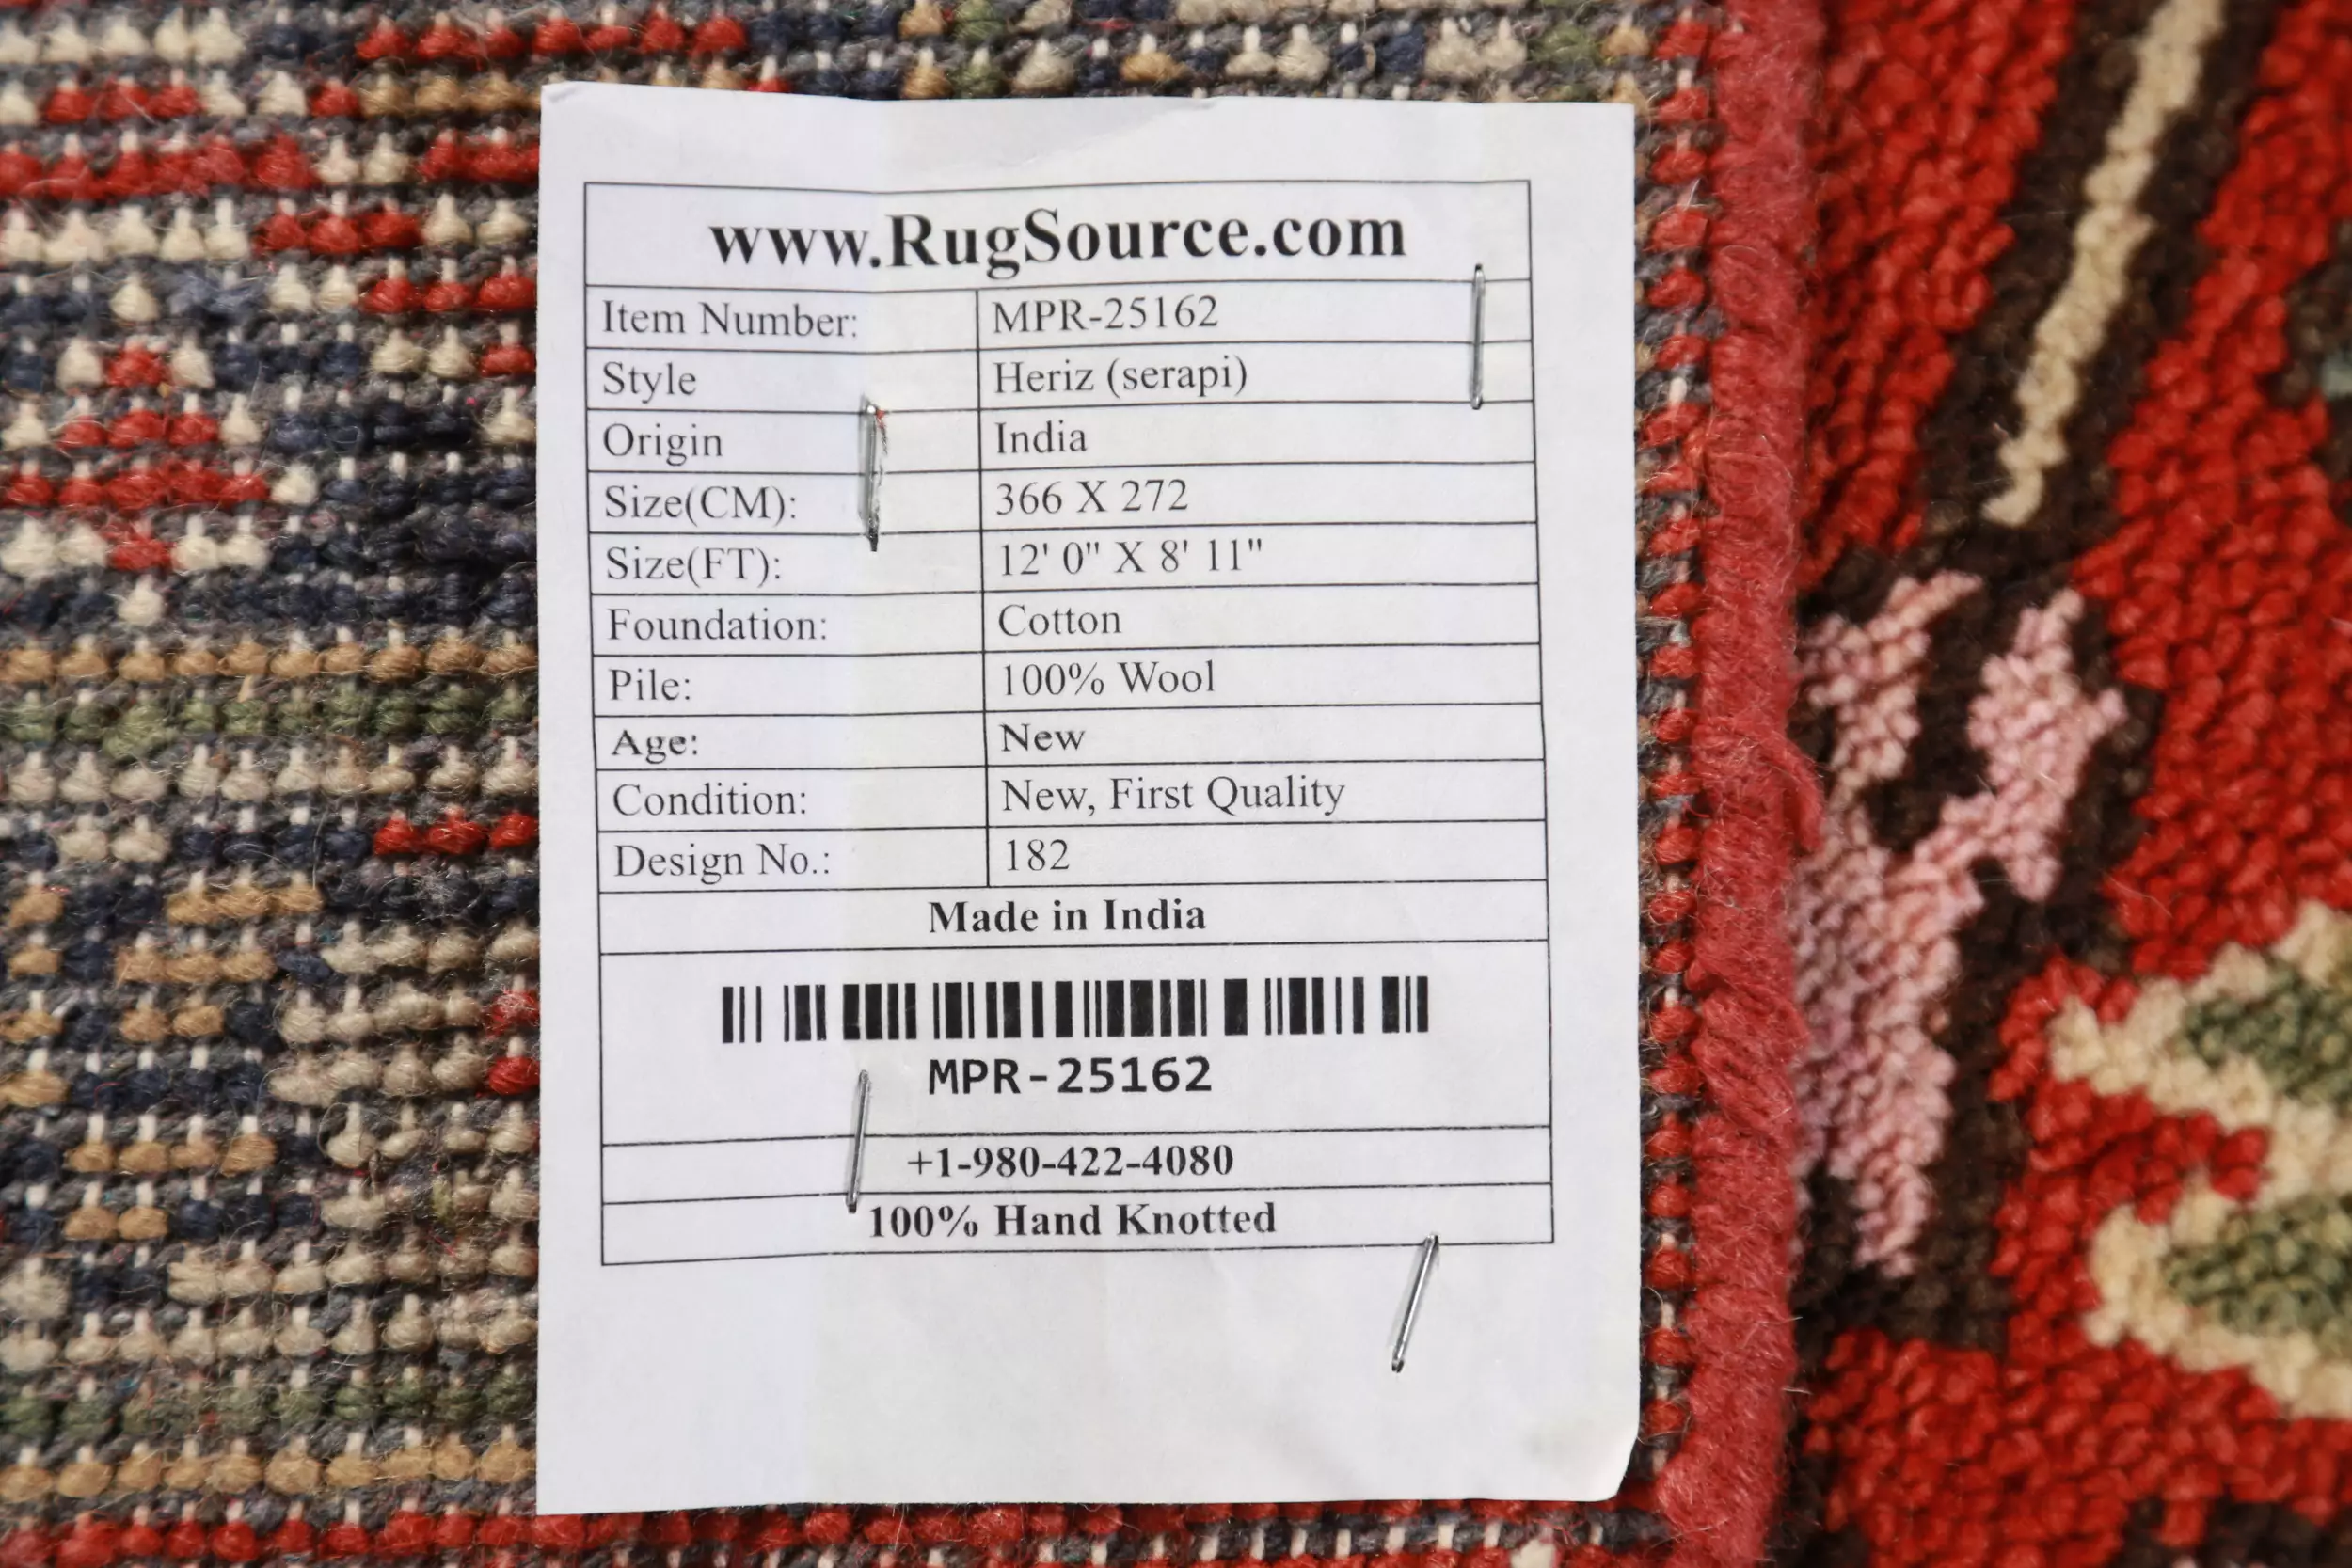 www.RugSource.com
Item Number: MPR-25162
Style Heriz (serapi)
Origin India
Size(CM): 366 X 272
Size(FT): 12' 0" X 8' 11"
Foundation: Cotton
Pile: 100% Wool
Age: New
Condition: New, First Quality
Design No.: 182
Made in India
MPR-25162
+1-980-422-4080
100% Hand Knotted